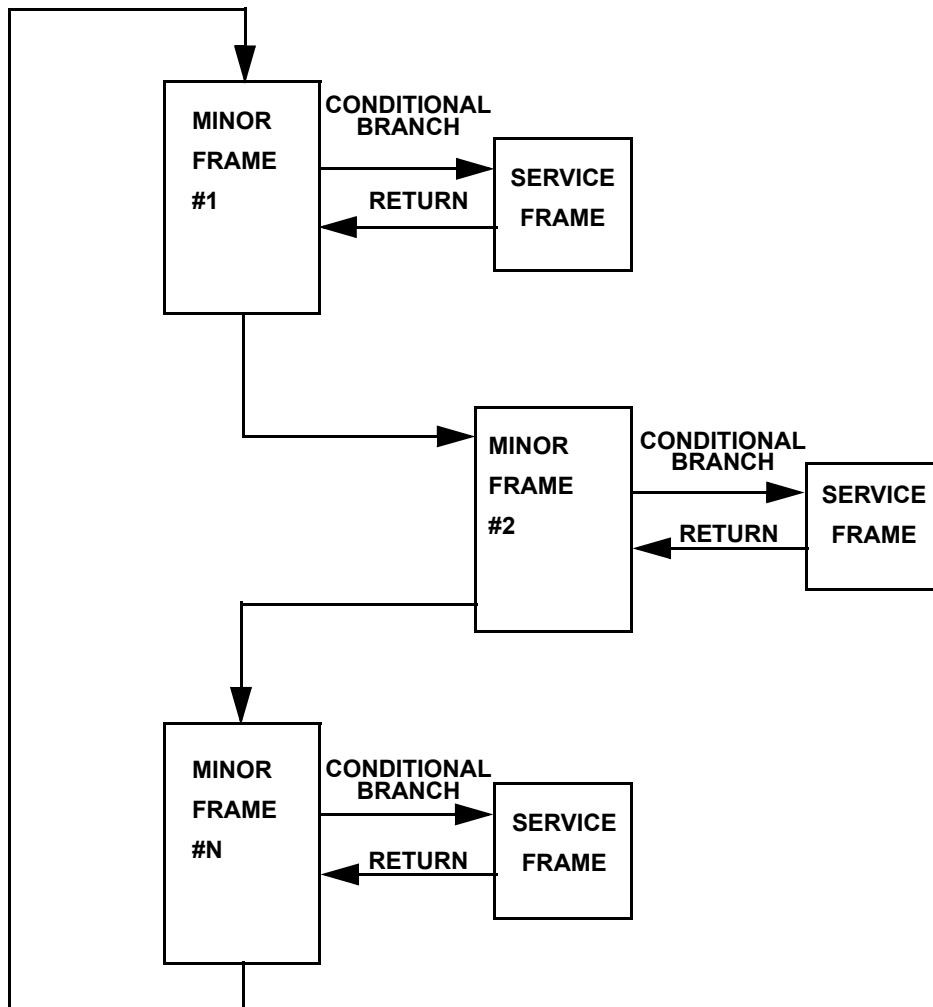 MINOR
FRAME
#1
CONDITIONAL
BRANCH
RETURN
SERVICE
FRAME
MINOR
FRAME
#2
CONDITIONAL
BRANCH
RETURN
SERVICE
FRAME
MINOR
FRAME
#N
CONDITIONAL
BRANCH
RETURN
SERVICE
FRAME